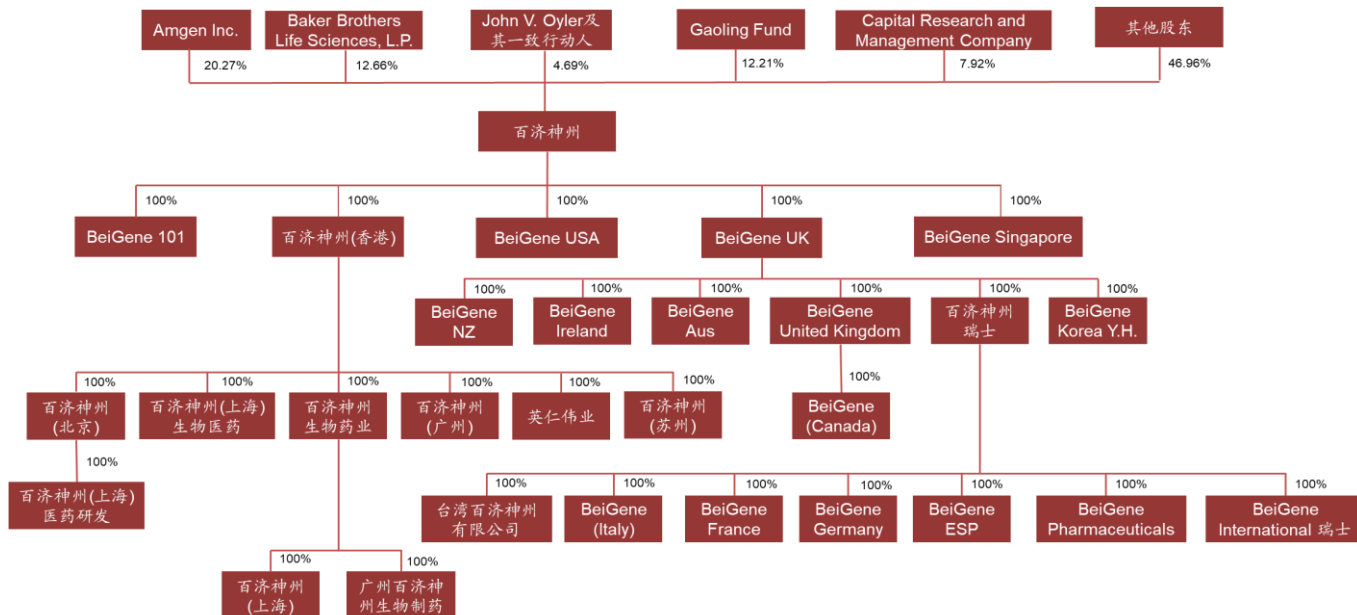 Amgen Inc.
Baker Brothers
Life Sciences, L.P.
John V. Oyler及
其一致行动人
Gaoling Fund
Capital Research and
Management Company
其他股东
20.27%
12.66%
4.69%
12.21%
7.92%
46.96%
百济神州
100%
100%
100%
100%
100%
BeiGene 101
百济神州(香港)
BeiGene USA
BeiGene UK
BeiGene Singapore
100%
100%
100%
100%
100%
100%
BeiGene
NZ
BeiGene
Ireland
BeiGene
Aus
BeiGene
United Kingdom
百济神州
瑞士
BeiGene
Korea Y.H.
100%
100%
100%
100%
100%
100%
100%
百济神州
(北京)
百济神州(上海)
生物医药
百济神州
生物药业
百济神州
(广州)
英仁伟业
百济神州
(苏州)
BeiGene
(Canada)
100%
百济神州(上海)
医药研发
100%
100%
100%
100%
100%
100%
100%
台湾百济神州
有限公司
BeiGene
(Italy)
BeiGene
France
BeiGene
Germany
BeiGene
ESP
BeiGene
Pharmaceuticals
BeiGene
International 瑞士
100%
100%
百济神州
(上海)
广州百济神
州生物制药